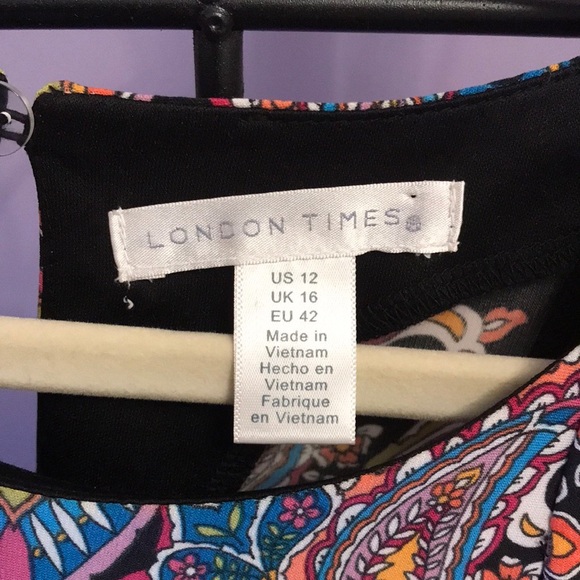 LONDON TIMES
US 12
UK 16
EU 42
Made in
Vietnam
Hecho en
Vietnam
Fabrique
en Vietnam